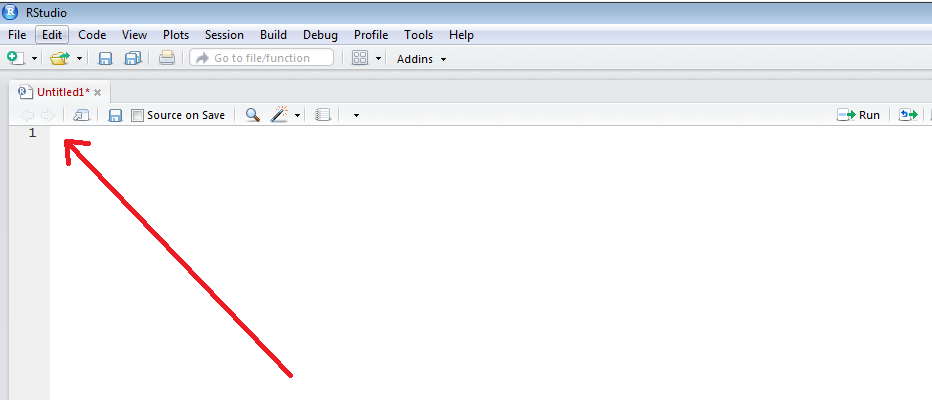 RStudio
File Edit Code View Plots Session Build Debug Profile Tools Help
Go to file/function Addins
Untitled1*
Source on Save Run
1